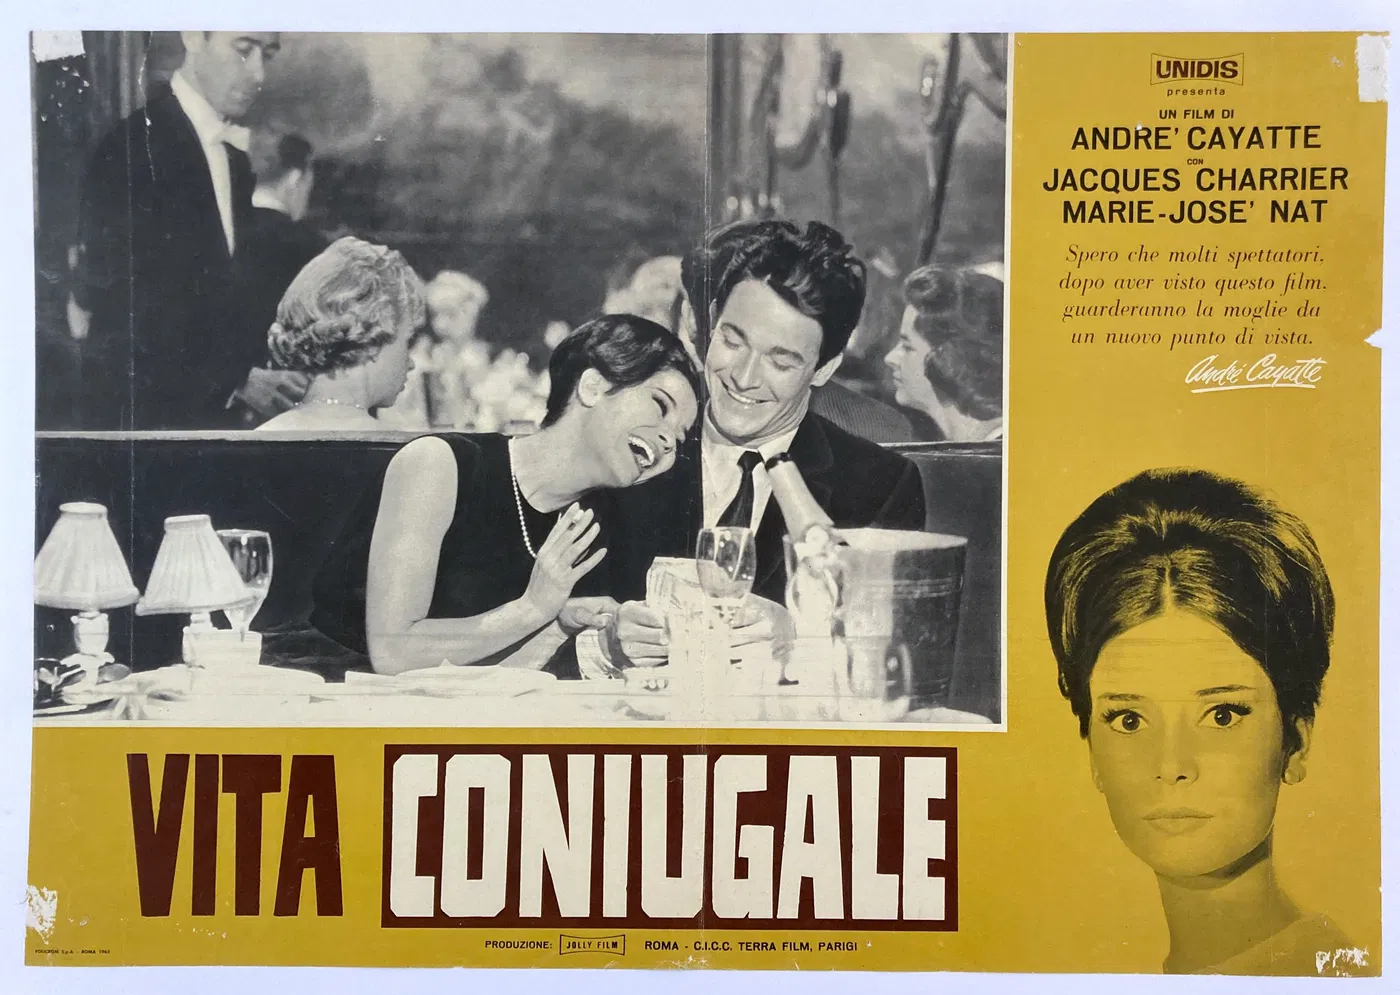 UNIDIS
presenta
UN FILM DI
ANDRE' CAYATTE
CON
JACQUES CHARRIER
MARIE-JOSE' NAT
Spero che molti spettatori,
dopo aver visto questo film,
guarderanno la moglie da
un nuovo punto di vista.
André Cayatte
VITA CONIUGALE
PRODUZIONE: JOLLY FILM ROMA - C.I.C.C. TERRA FILM, PARIGI
S.p.A. - ROMA 1963